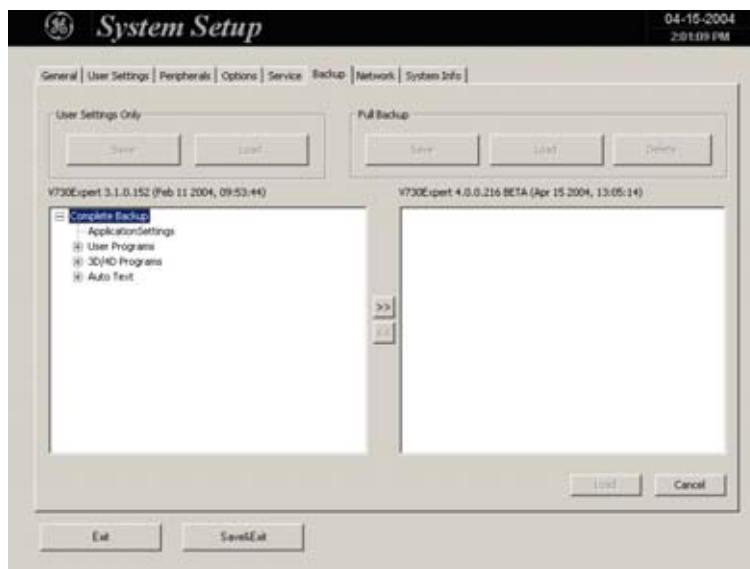 System Setup
04-15-2004
2:01:09 PM
General User Settings Peripherals Options Service Backup Network System Info
User Settings Only
Full Backup
Save Load
Save Load Delete
V730Expert 3.1.0.152 (Feb 11 2004, 09:53:44)
V730Expert 4.0.0.216 BETA (Apr 15 2004, 13:05:14)
Complete Backup
ApplicationSettings
User Programs
3D/4D Programs
Auto Text
>>
<<
Load Cancel
Exit Save&Exit